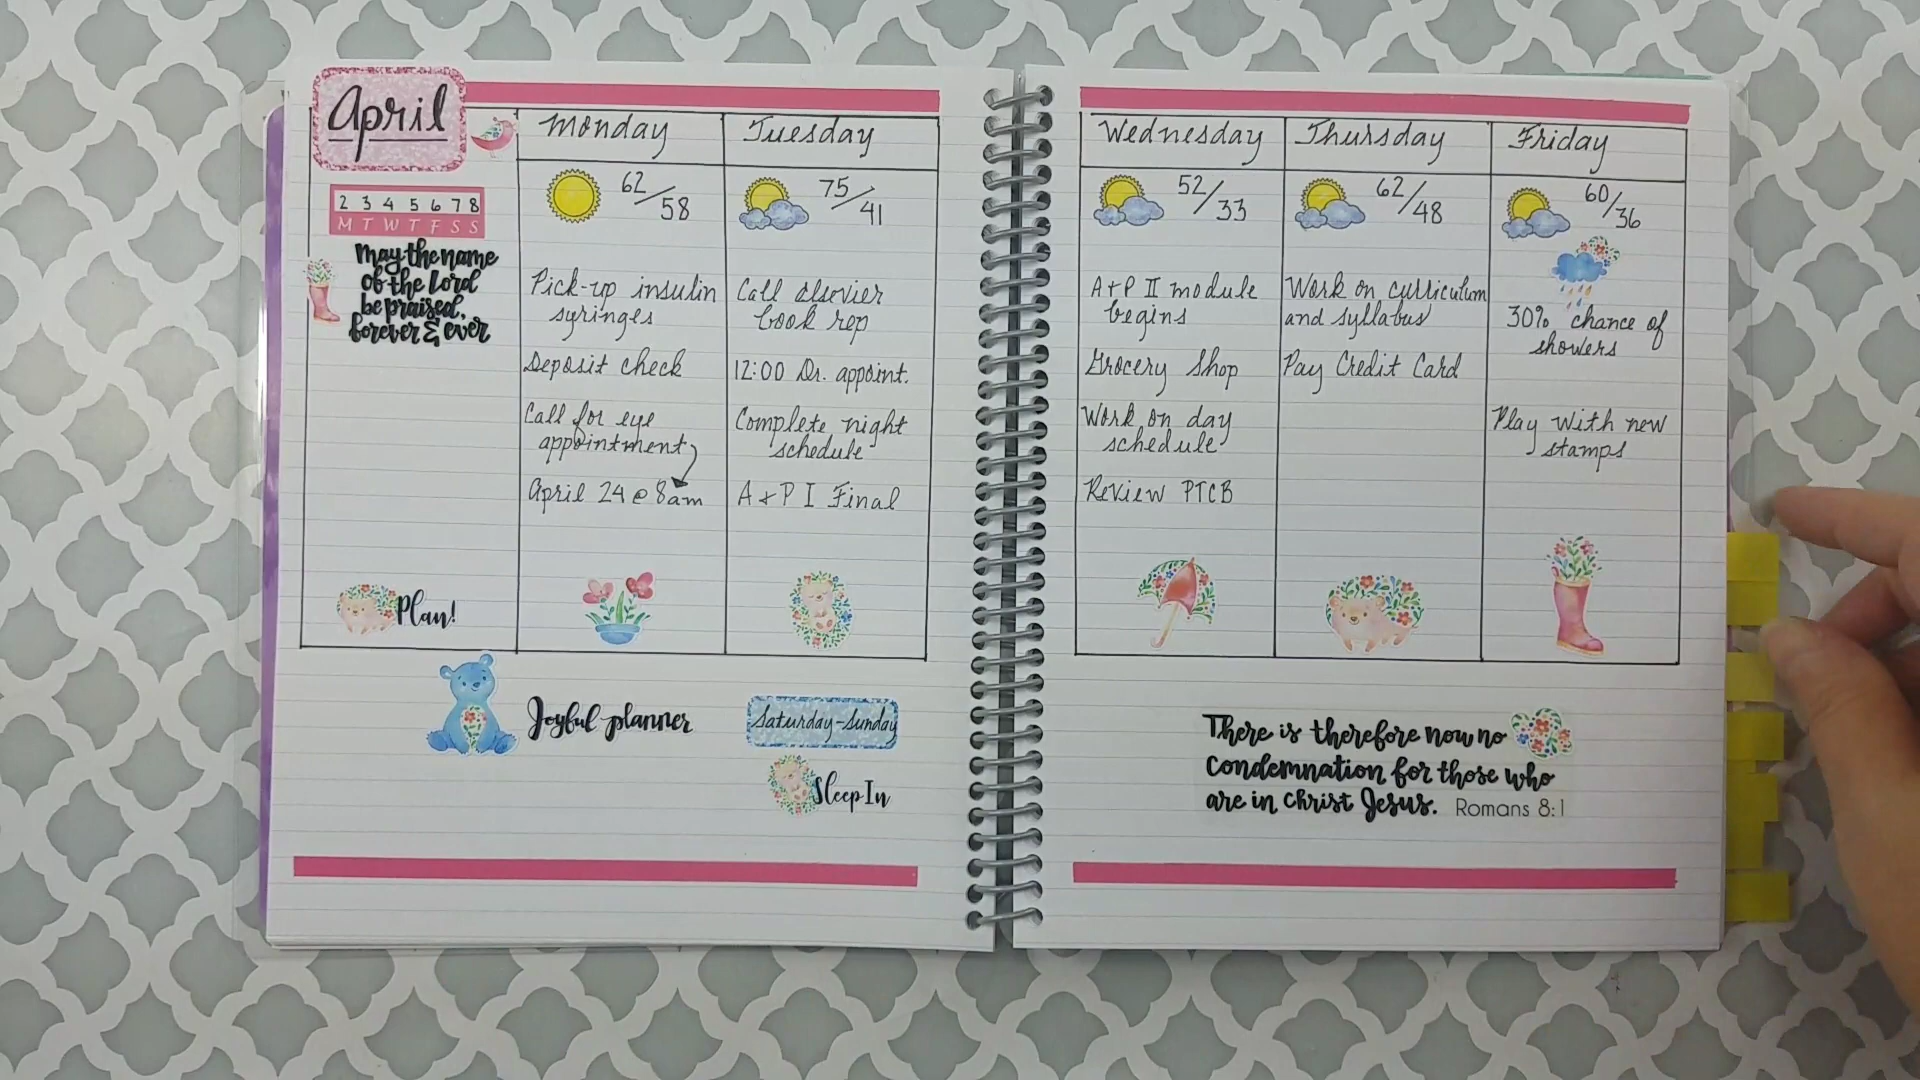 April
2 3 4 5 6 7 8
M T W T F S S
May the name
of the Lord
be praised,
forever & ever
Plan!
Monday
62/58
Pick-up insulin
syringes
Deposit check
Call for eye
appointment
April 24 @ 8am
Tuesday
75/41
Call elsevier
book rep
12:00 Dr. appoint.
Complete night
schedule
A & P I Final
Joyful planner
Saturday-Sunday
Sleep In
Wednesday
52/33
A+P II module
begins
Grocery Shop
Work on day
schedule
Review PTCB
Thursday
62/48
Work on curriculum
and syllabus
Pay Credit Card
Friday
60/36
30% chance of
showers
Play with new
stamps
There is therefore now no
condemnation for those who
are in Christ Jesus. Romans 8:1